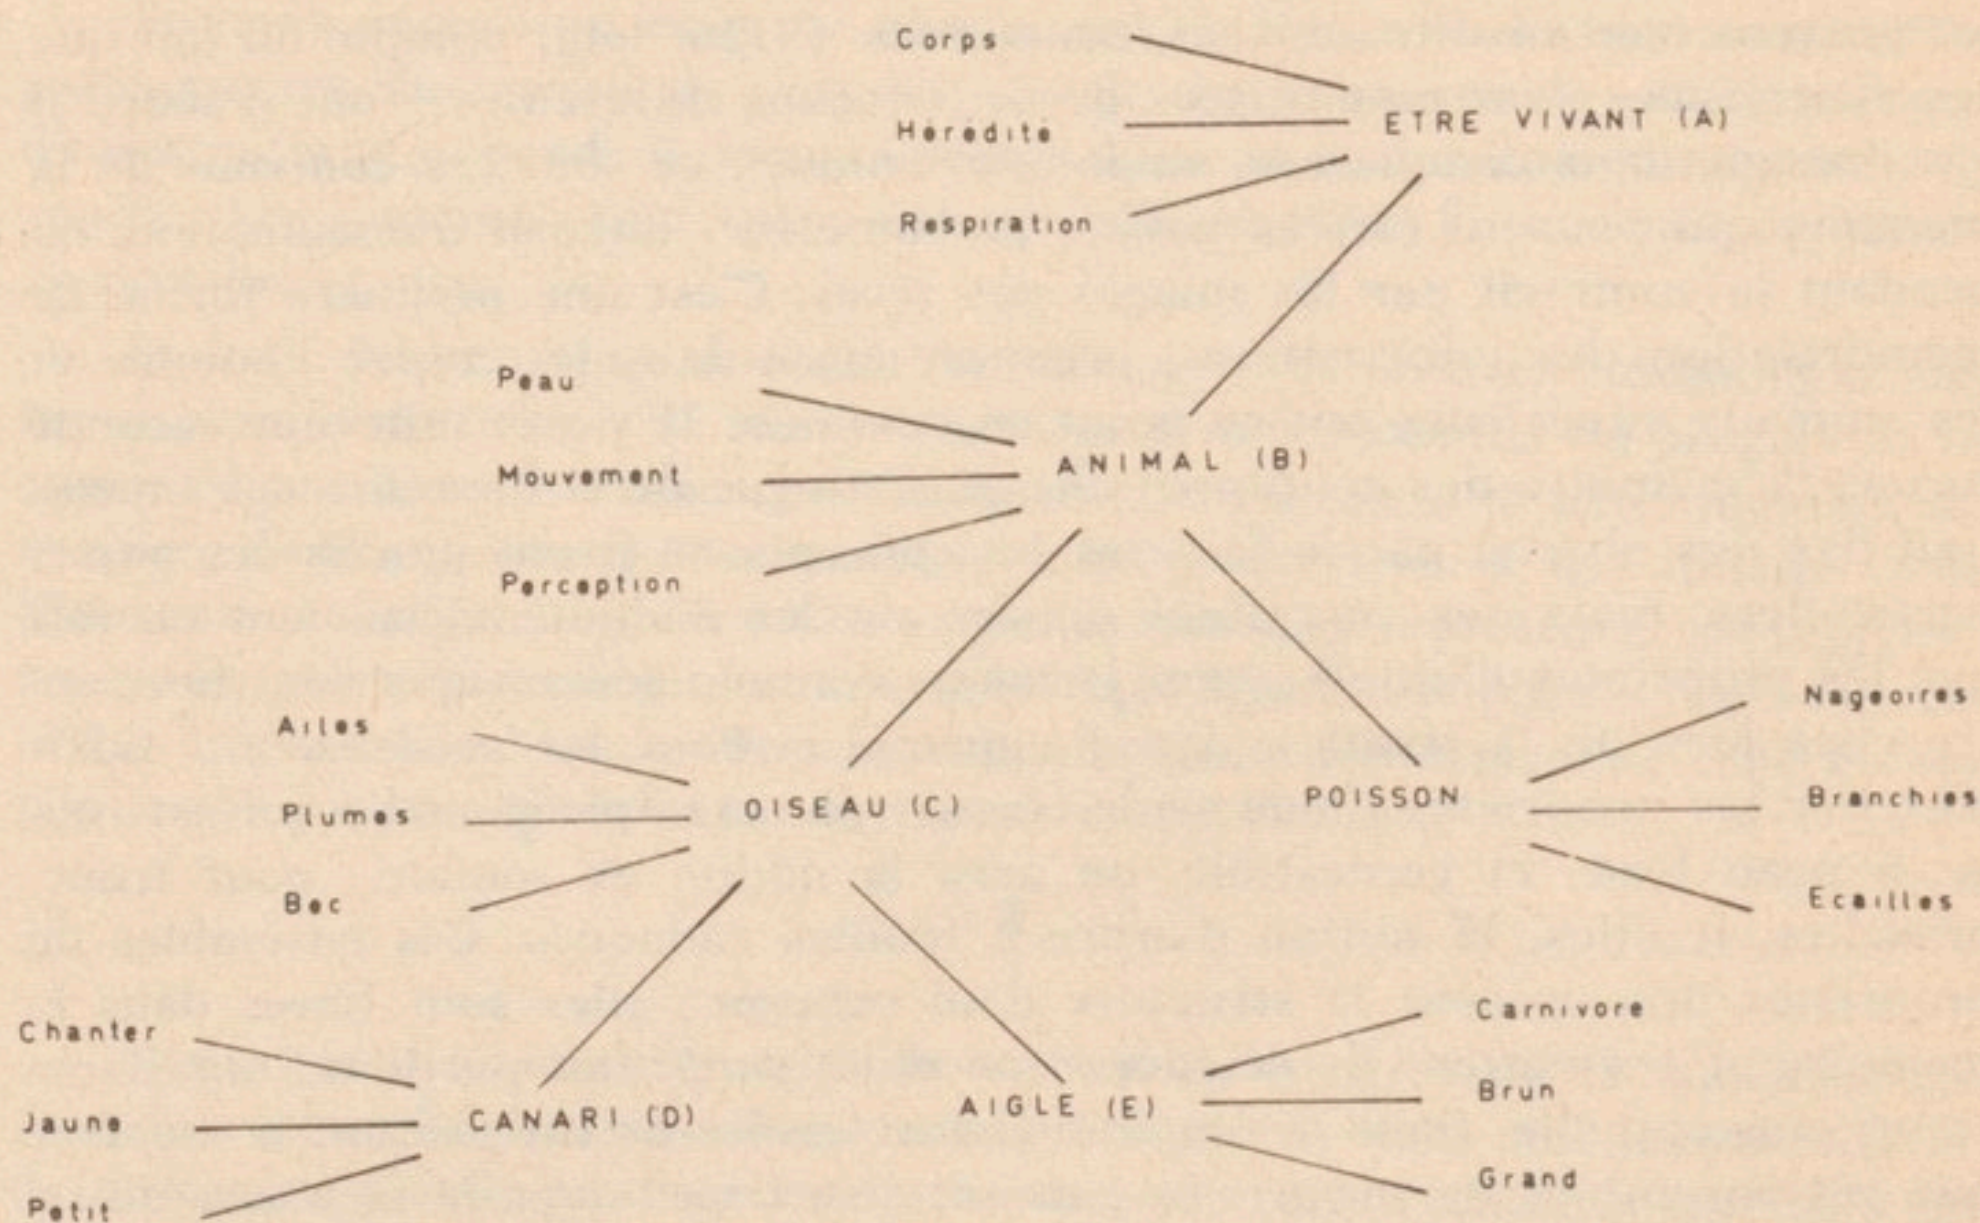 Corps
Hérédité
Respiration
ETRE VIVANT (A)
Peau
Mouvement
Perception
ANIMAL (B)
Ailes
Plumes
Bec
OISEAU (C)
POISSON
Nageoires
Branchies
Ecailles
Chanter
Jaune
Petit
CANARI (D)
AIGLE (E)
Carnivore
Brun
Grand